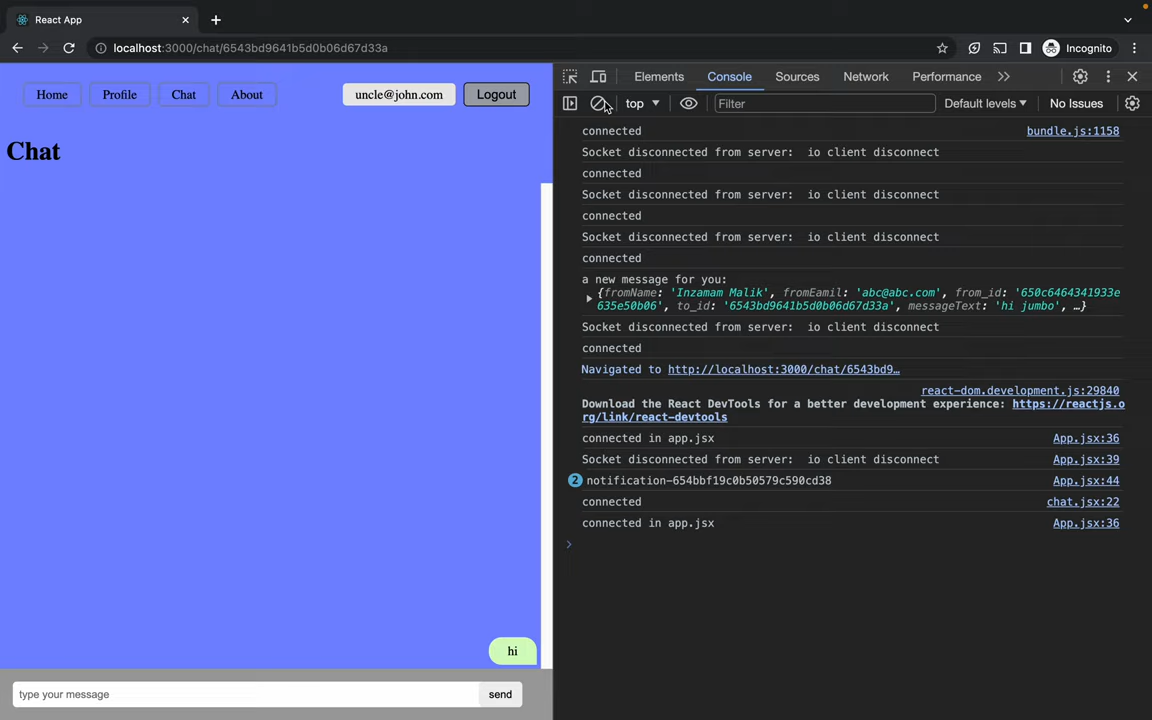 React App
localhost:3000/chat/6543bd9641b5d0b06d67d33a
Incognito
Home
Profile
Chat
About
uncle@john.com
Logout
Chat
hi
type your message
send
Elements
Console
Sources
Network
Performance
top
Filter
Default levels
No Issues
connected bundle.js:1158
Socket disconnected from server:  io client disconnect
connected
Socket disconnected from server:  io client disconnect
connected
Socket disconnected from server:  io client disconnect
connected
a new message for you:
{fromName: 'Inzamam Malik', fromEamil: 'abc@abc.com', from_id: '650c6464341933e
635e50b06', to_id: '6543bd9641b5d0b06d67d33a', messageText: 'hi jumbo', …}
Socket disconnected from server:  io client disconnect
connected
Navigated to http://localhost:3000/chat/6543bd9…
react-dom.development.js:29840
Download the React DevTools for a better development experience: https://reactjs.o
rg/link/react-devtools
connected in app.jsx App.jsx:36
Socket disconnected from server:  io client disconnect App.jsx:39
2 notification-654bbf19c0b50579c590cd38 App.jsx:44
connected chat.jsx:22
connected in app.jsx App.jsx:36